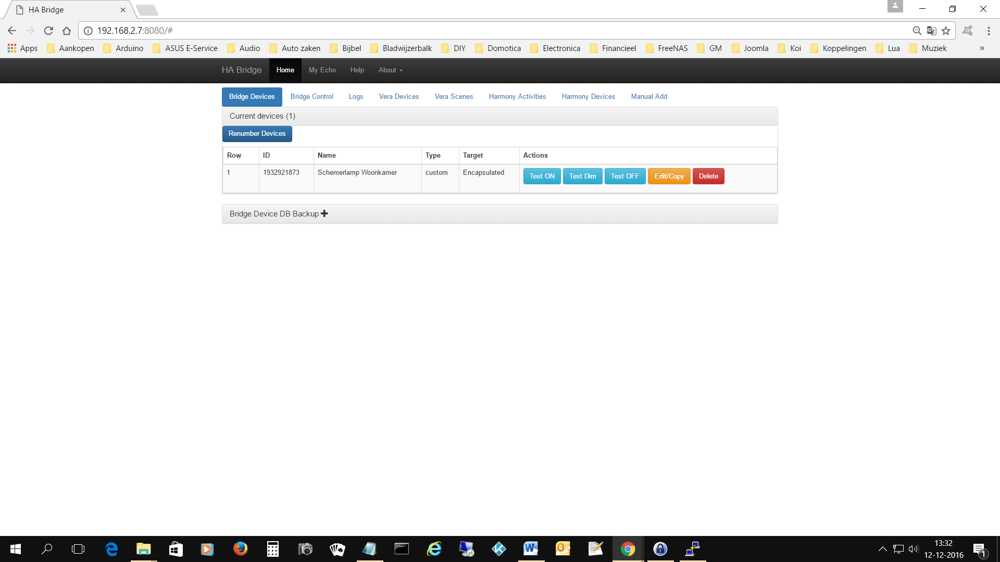 HA Bridge
192.168.2.7:8080/#
Apps Aankopen Arduino ASUS E-Service Audio Auto zaken Bijbel Bladwijzerbalk DIY Domotica Electronica Financieel FreeNAS GM Joomla Koi Koppelingen Lua Muziek »
HA Bridge Home My Echo Help About
Bridge Devices Bridge Control Logs Vera Devices Vera Scenes Harmony Activities Harmony Devices Manual Add
Current devices (1)
Renumber Devices
Row ID Name Type Target Actions
1 1932921873 Schemerlamp Woonkamer custom Encapsulated Test ON Test Dim Test OFF Edit/Copy Delete
Bridge Device DB Backup
13:32
12-12-2016
1